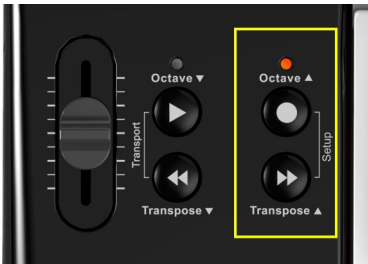 Octave ▼
Octave ▲
Transport
Setup
Transpose ▼
Transpose ▲